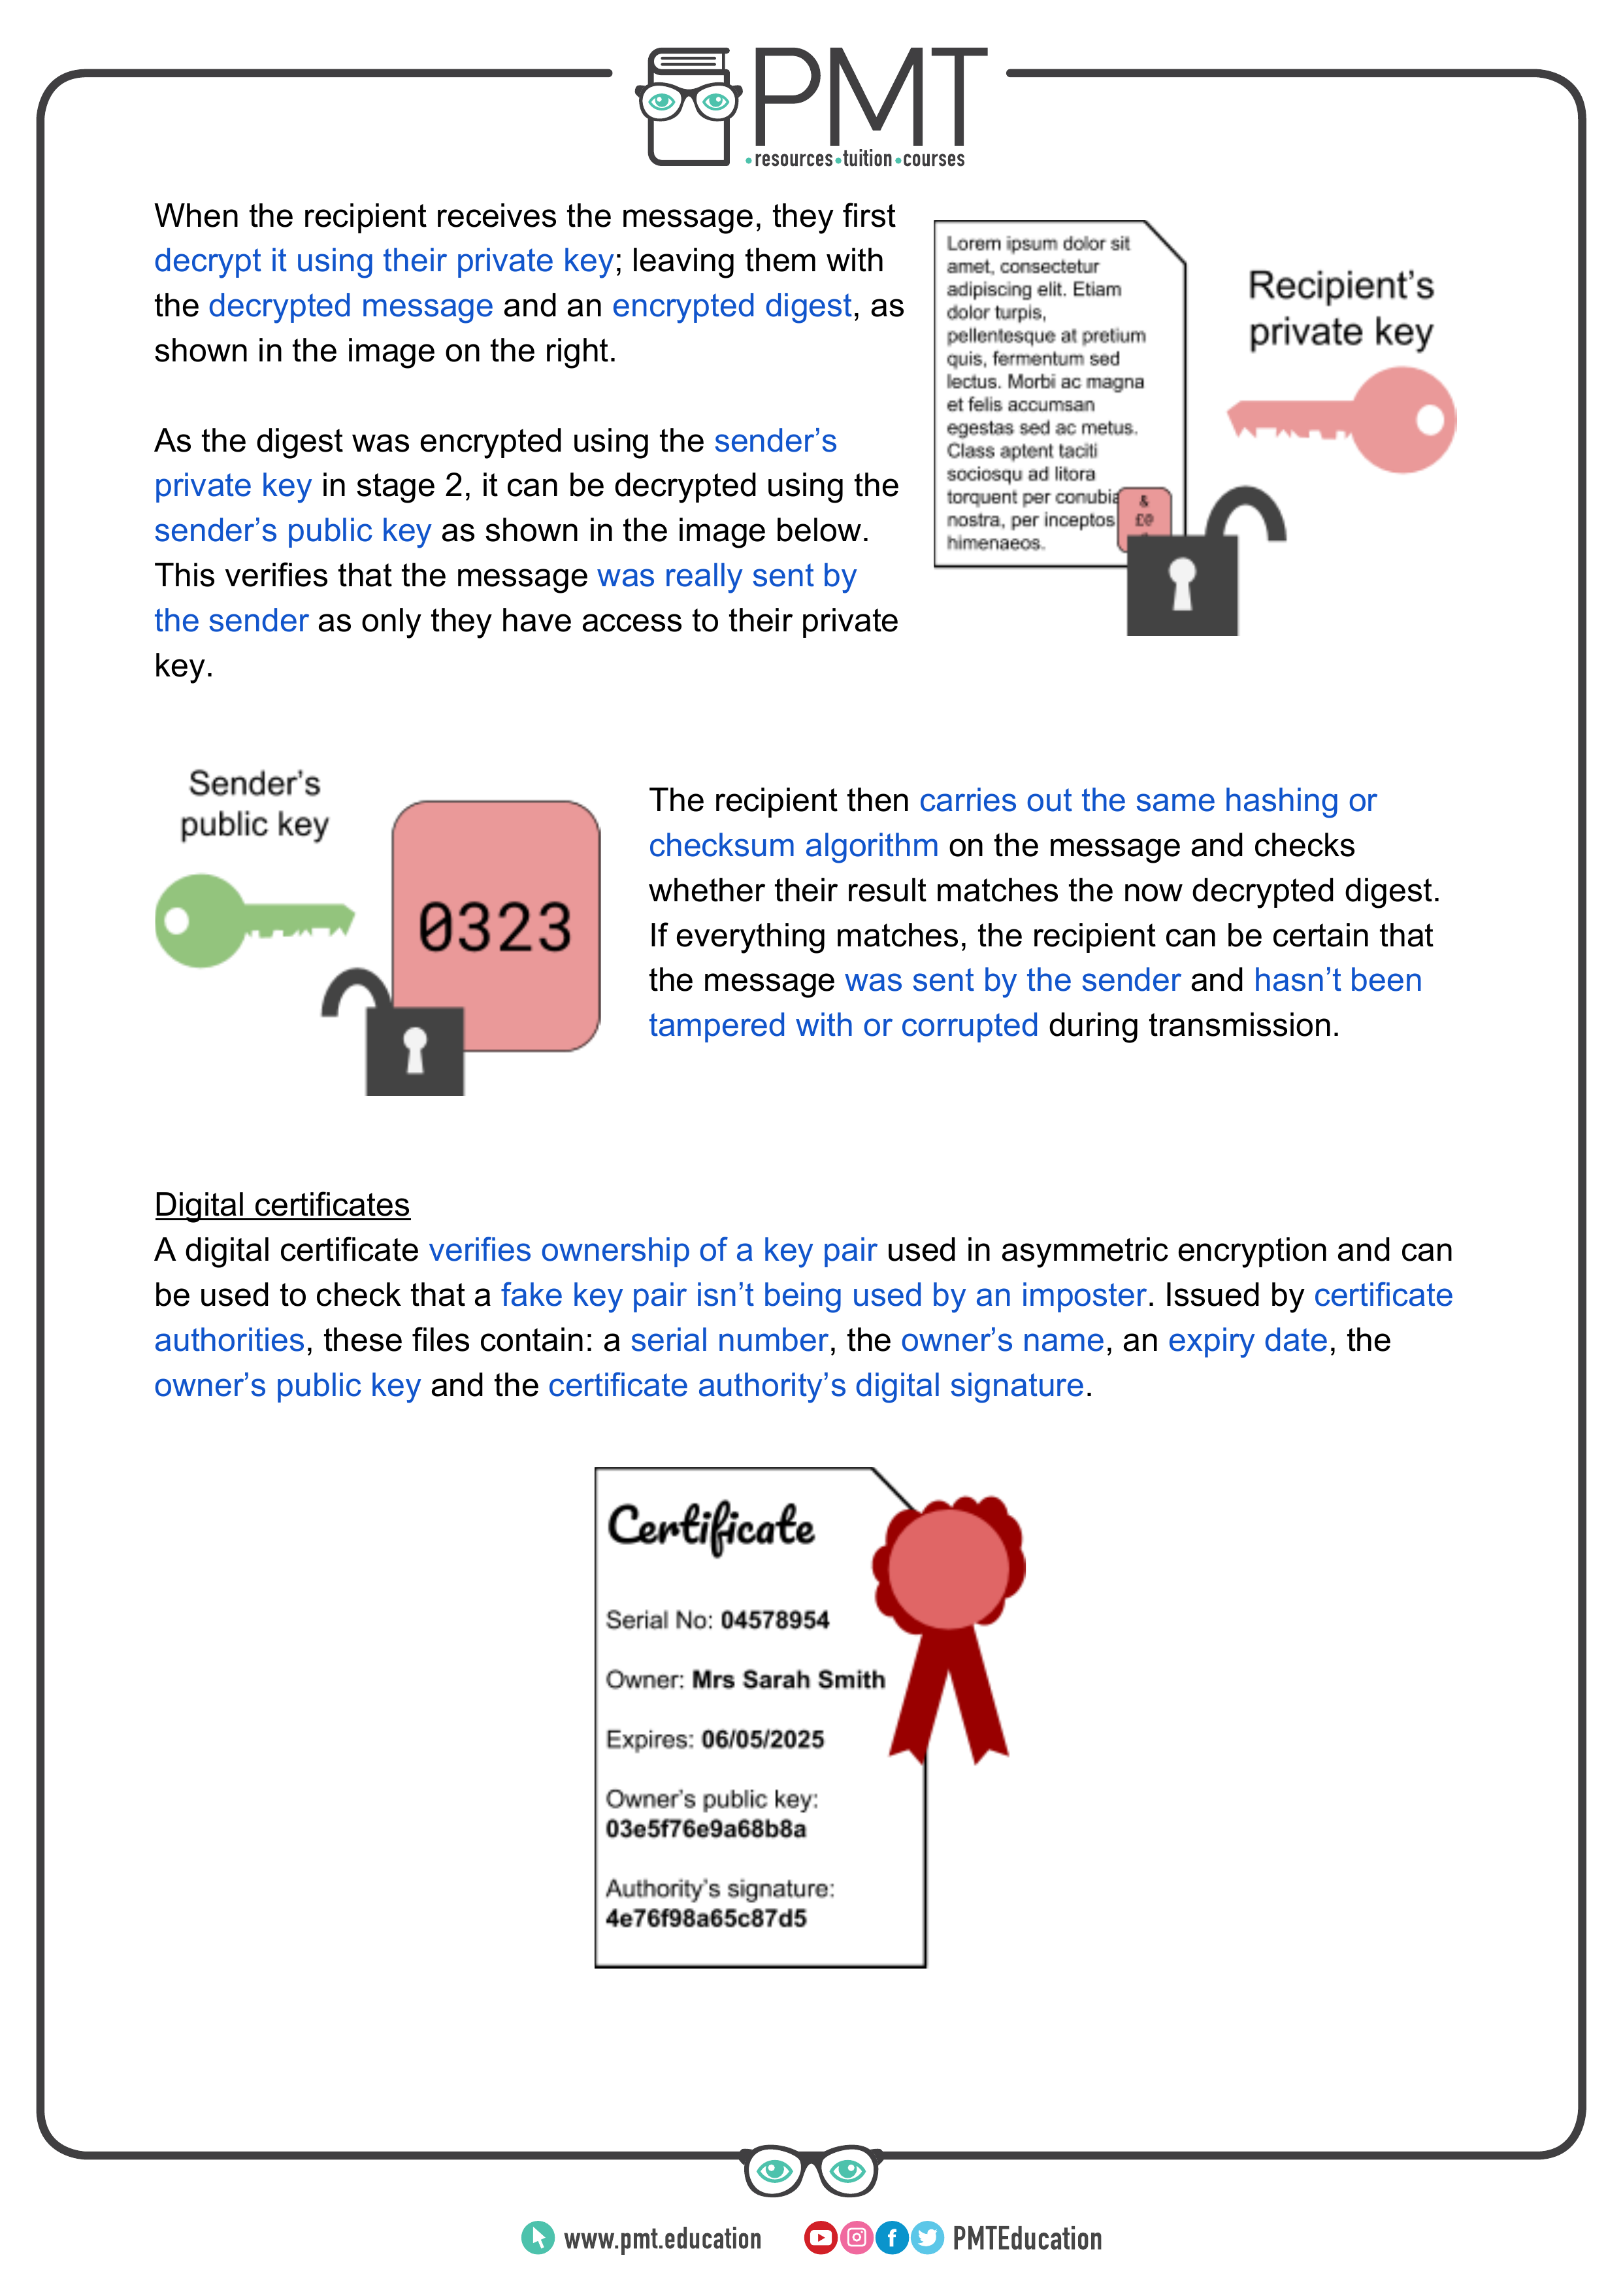 PMT
•resources•tuition•courses
When the recipient receives the message, they first
decrypt it using their private key; leaving them with
the decrypted message and an encrypted digest, as
shown in the image on the right.
As the digest was encrypted using the sender’s
private key in stage 2, it can be decrypted using the
sender’s public key as shown in the image below.
This verifies that the message was really sent by
the sender as only they have access to their private
key.
Lorem ipsum dolor sit
amet, consectetur
adipiscing elit. Etiam
dolor turpis,
pellentesque at pretium
quis, fermentum sed
lectus. Morbi ac magna
et felis accumsan
egestas sed ac metus.
Class aptent taciti
sociosqu ad litora
torquent per conubia
nostra, per inceptos
himenaeos.
&
£@
Recipient’s
private key
Sender’s
public key
0323
The recipient then carries out the same hashing or
checksum algorithm on the message and checks
whether their result matches the now decrypted digest.
If everything matches, the recipient can be certain that
the message was sent by the sender and hasn’t been
tampered with or corrupted during transmission.
Digital certificates
A digital certificate verifies ownership of a key pair used in asymmetric encryption and can
be used to check that a fake key pair isn’t being used by an imposter. Issued by certificate
authorities, these files contain: a serial number, the owner’s name, an expiry date, the
owner’s public key and the certificate authority’s digital signature.
Certificate
Serial No: 04578954
Owner: Mrs Sarah Smith
Expires: 06/05/2025
Owner’s public key:
03e5f76e9a68b8a
Authority’s signature:
4e76f98a65c87d5
www.pmt.education
PMTEducation